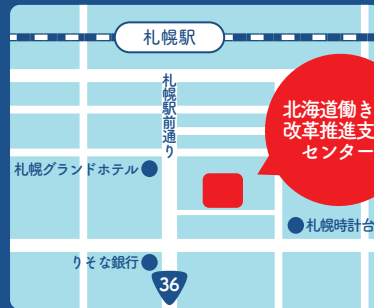 札幌駅
札幌駅前通り
北海道働き
改革推進支
センター
札幌グランドホテル
札幌時計台
りそな銀行
36